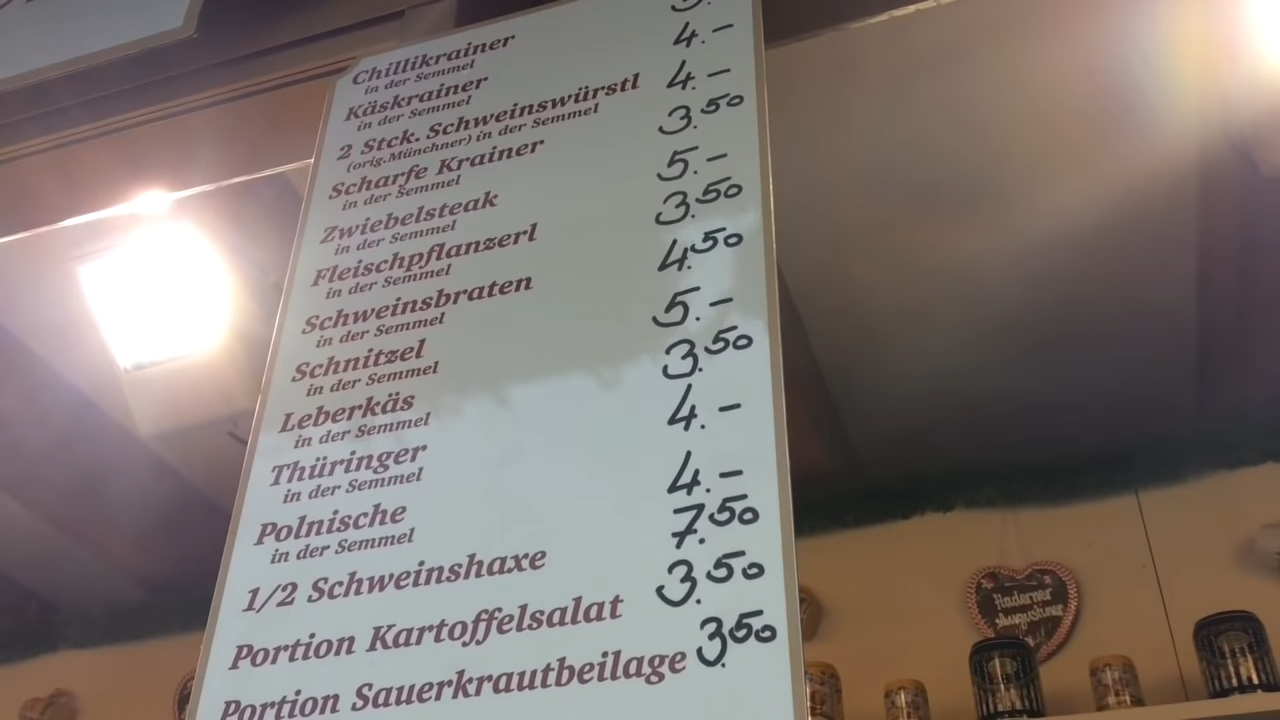 Chillikrainer
in der Semmel
Käskrainer 4.-
in der Semmel
2 Stck. Schweinswürstl 4.-
(orig.Münchner) in der Semmel
Scharfe Krainer 3.50
in der Semmel
Zwiebelsteak 5.-
in der Semmel
Fleischpflanzerl 3.50
in der Semmel
Schweinsbraten 4.50
in der Semmel
Schnitzel 5.-
in der Semmel
Leberkäs 3.50
in der Semmel
Thüringer 4.-
in der Semmel
Polnische 4.-
in der Semmel
1/2 Schweinshaxe 7.50
Portion Kartoffelsalat 3.50
Portion Sauerkrautbeilage 3.50
Haderner
Augustiner